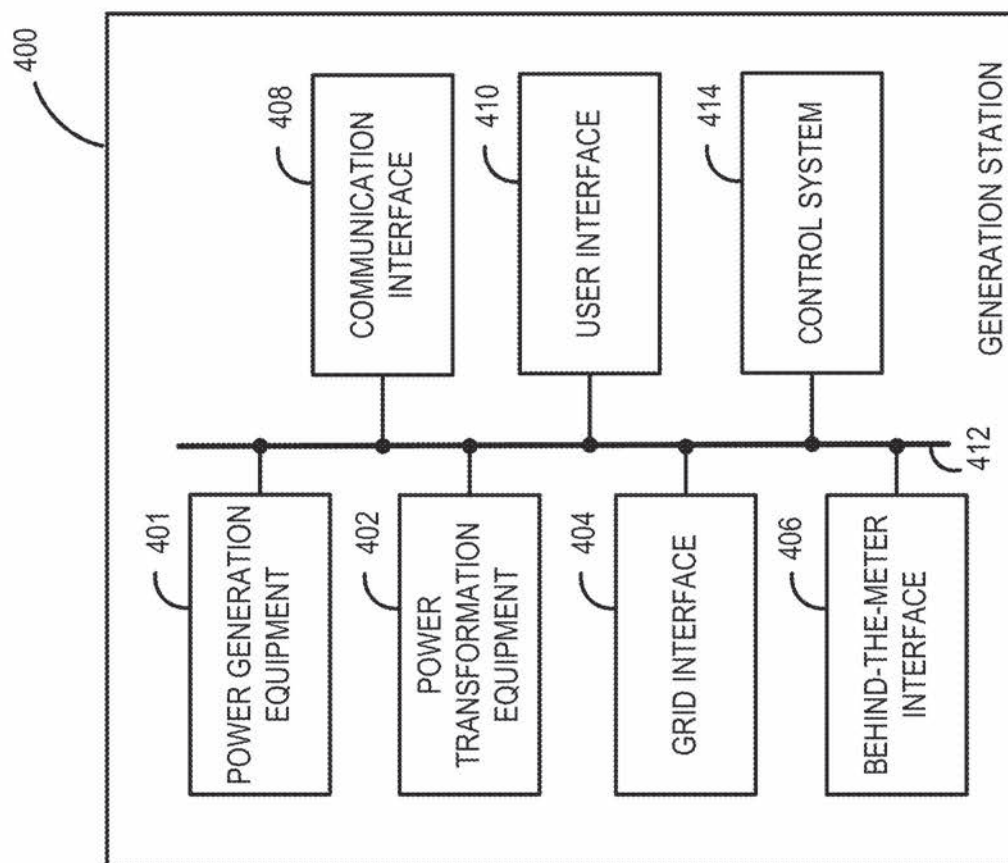 400
401
POWER GENERATION
EQUIPMENT
402
POWER
TRANSFORMATION
EQUIPMENT
404
GRID INTERFACE
406
BEHIND-THE-METER
INTERFACE
408
COMMUNICATION
INTERFACE
410
USER INTERFACE
414
CONTROL SYSTEM
412
GENERATION STATION